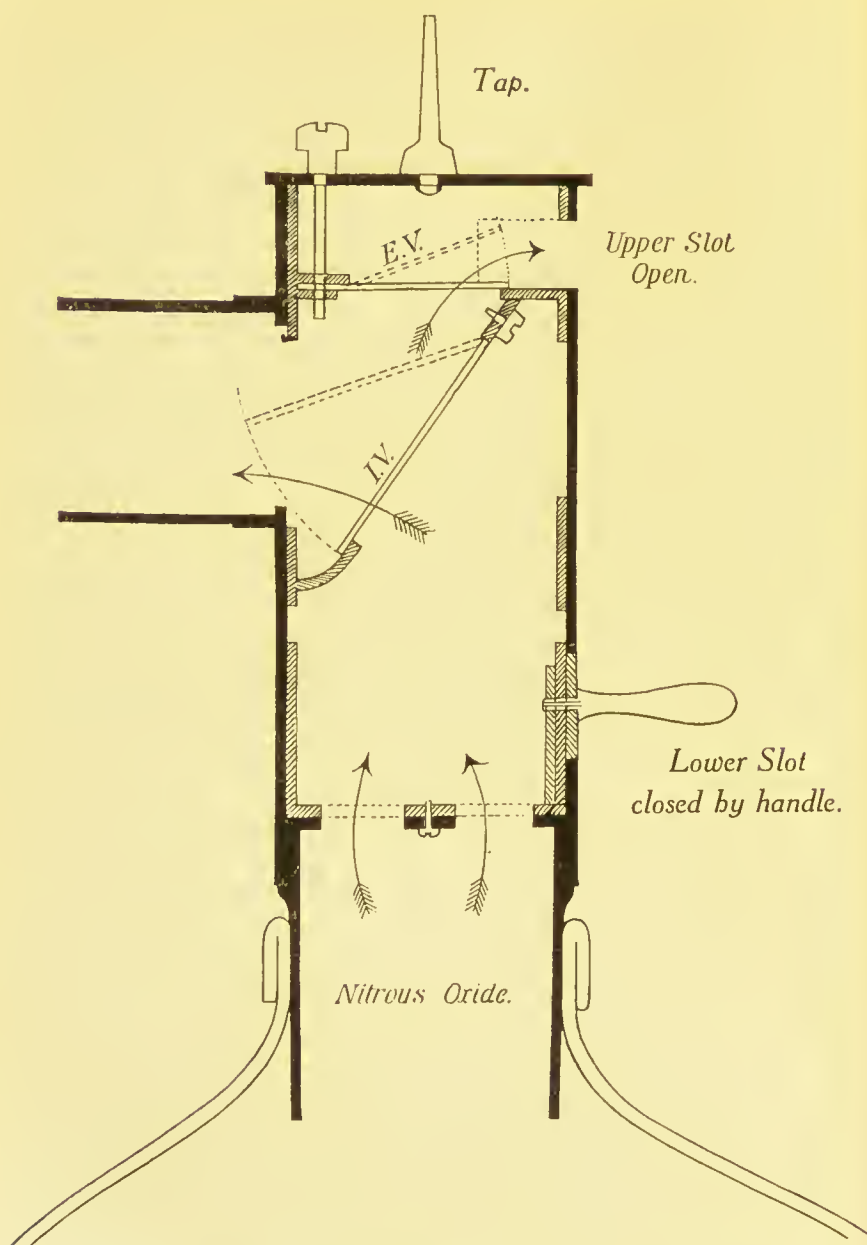 Tap.
E.V.
Upper Slot
Open.
I.V.
Lower Slot
closed by handle.
Nitrous Oxide.